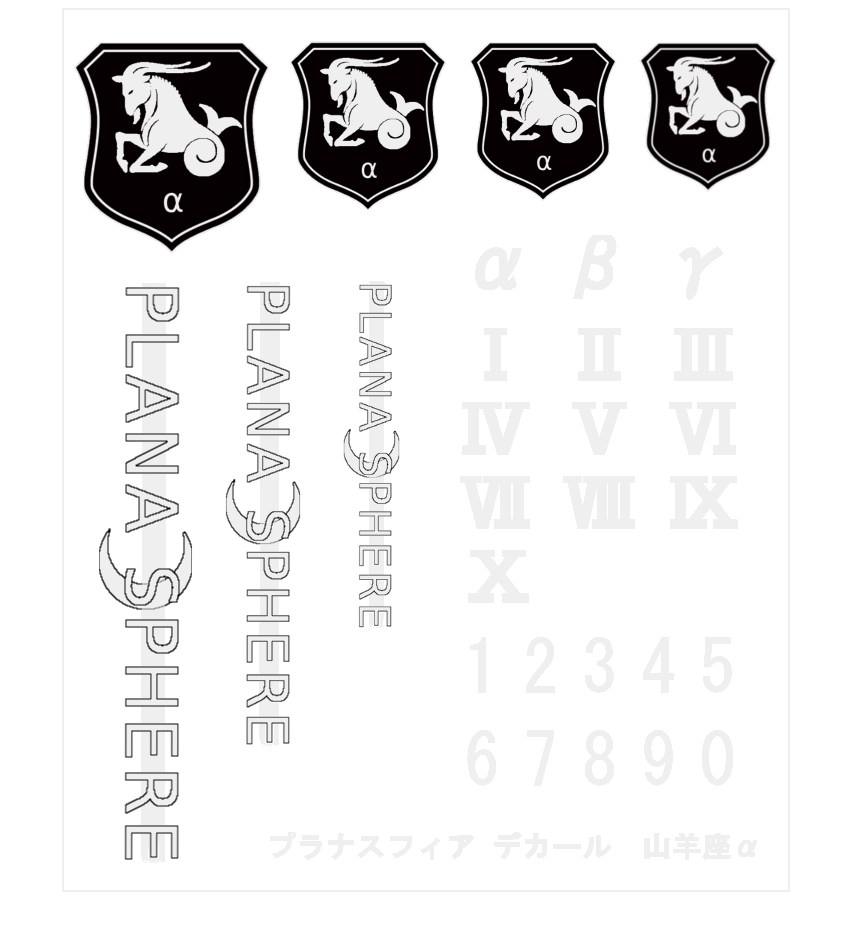 α α α α
PLANA SPHERE
PLANA SPHERE
PLANA SPHERE
α β γ
I II III
IV V VI
VII VIII IX
X
1 2 3 4 5
6 7 8 9 0
プラナスフィア デカール 山羊座α